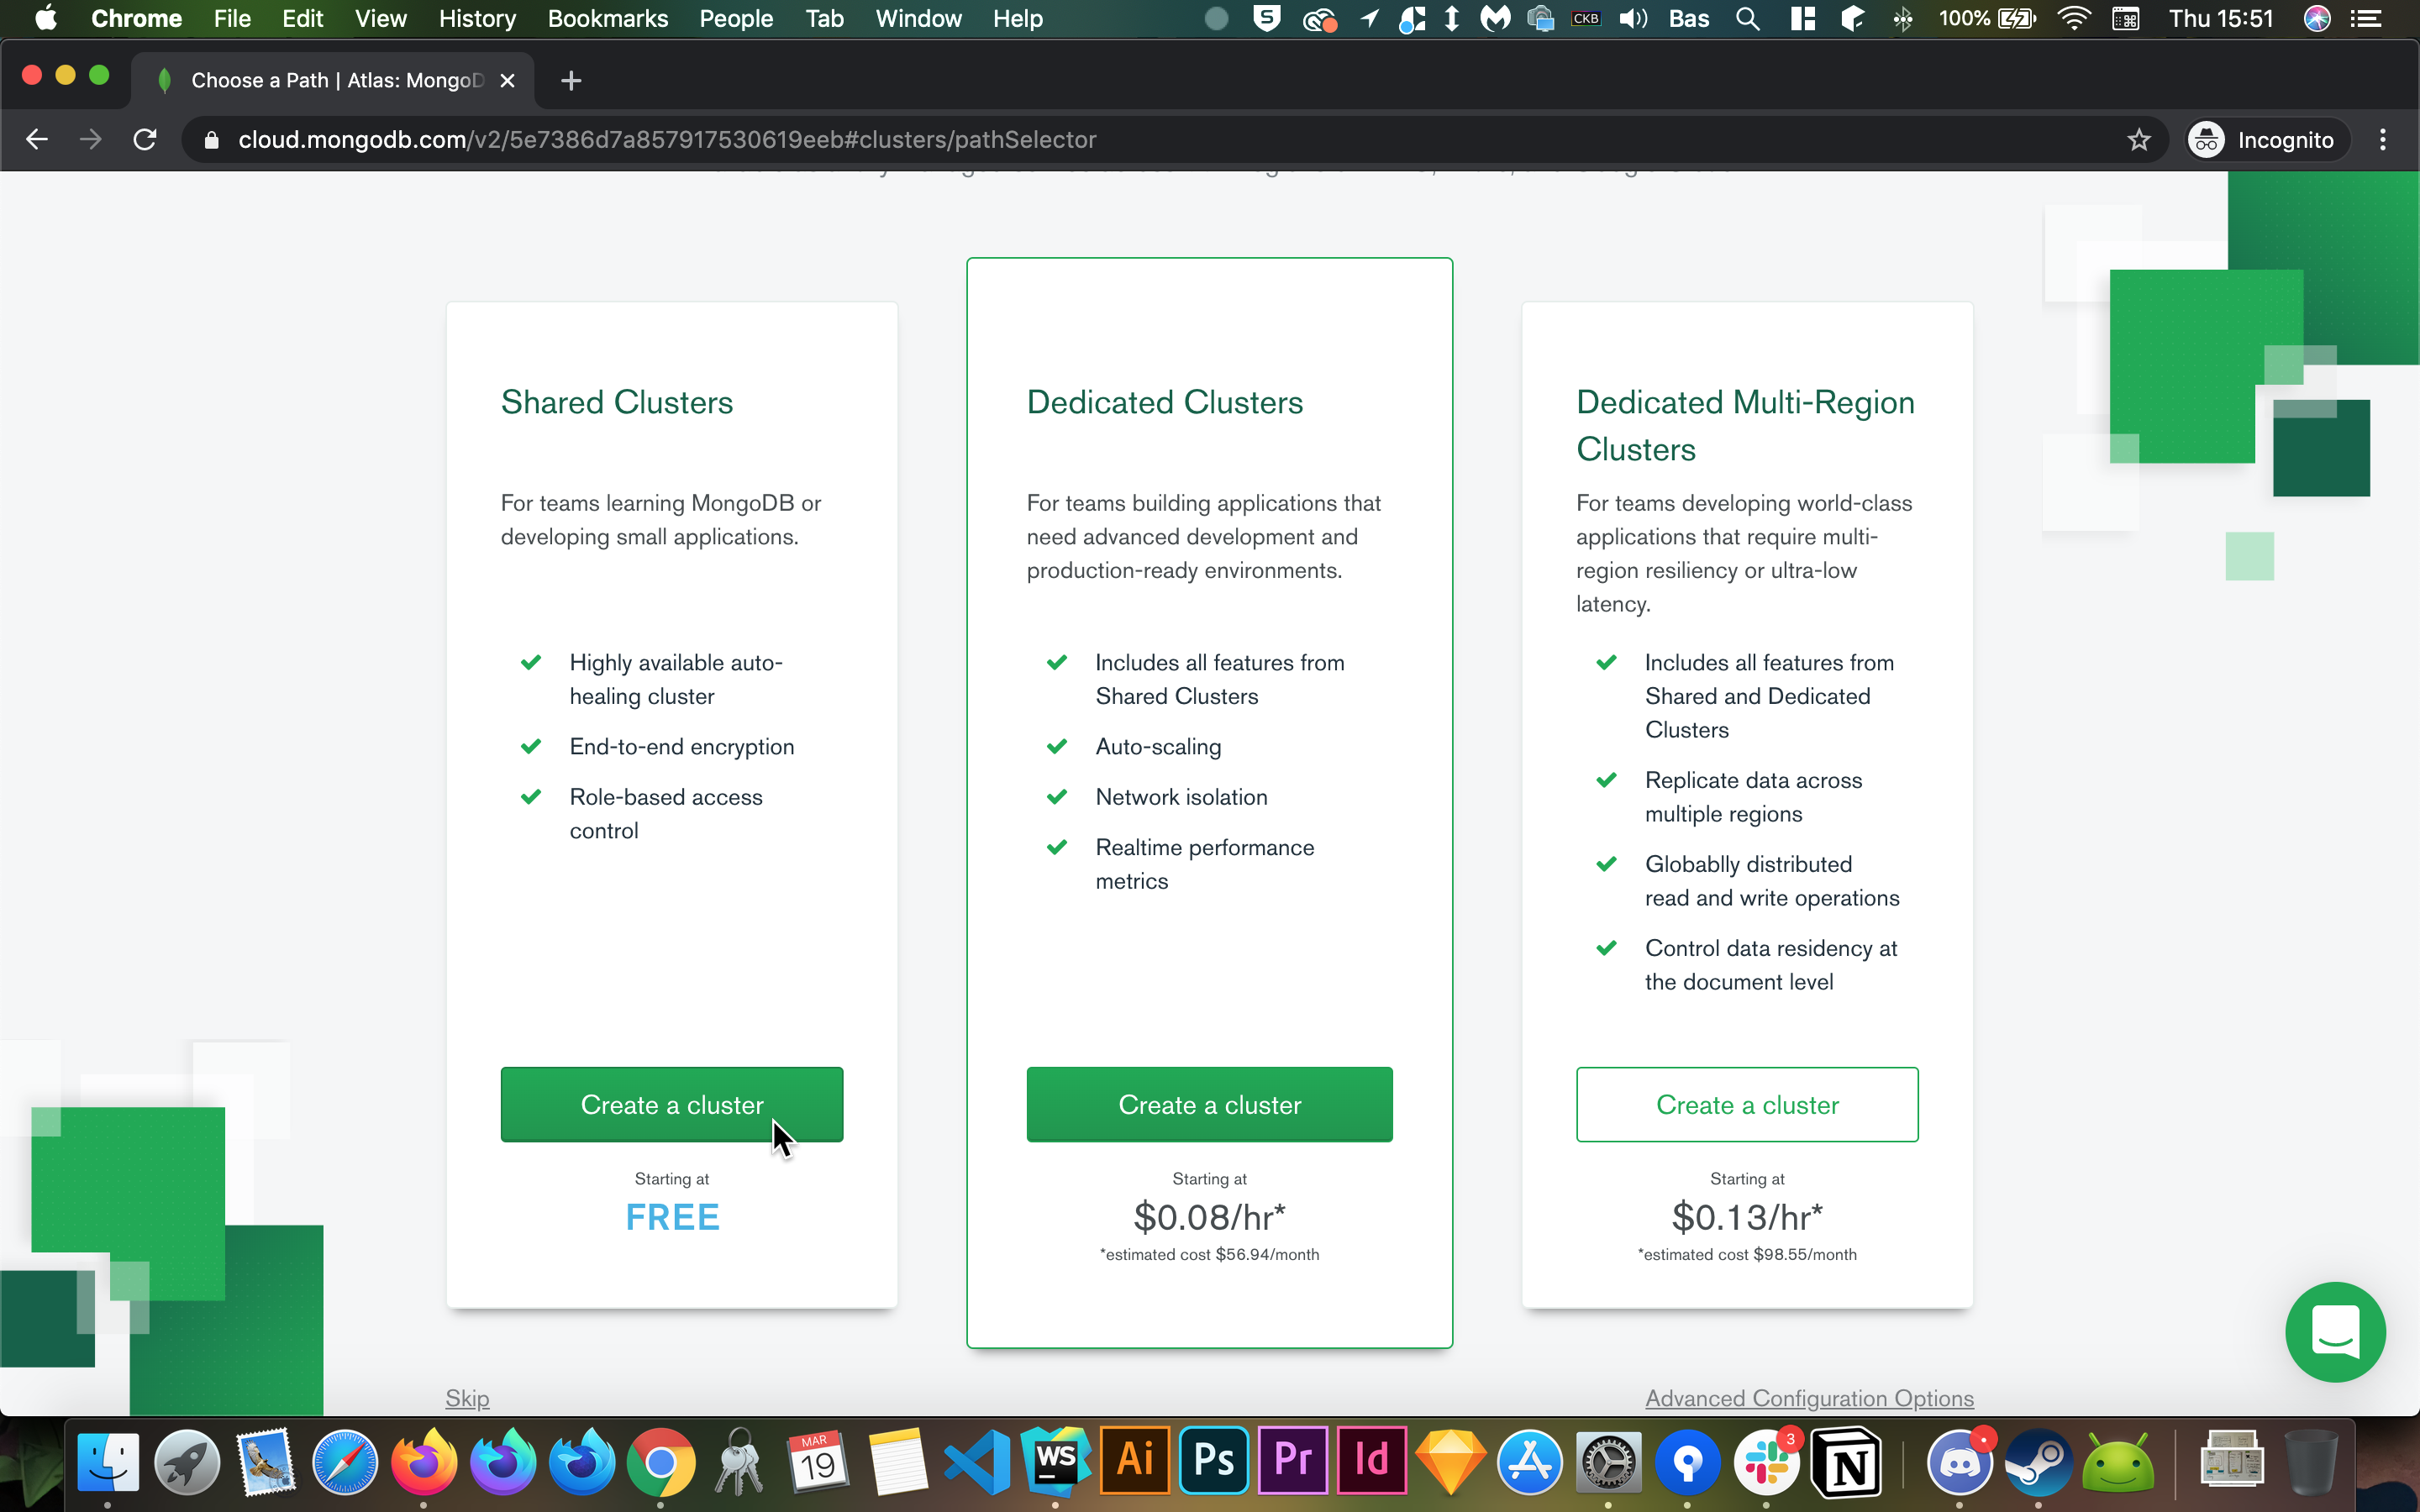 Chrome File Edit View History Bookmarks People Tab Window Help CKB Bas 100% Thu 15:51
Choose a Path | Atlas: MongoD
cloud.mongodb.com/v2/5e7386d7a857917530619eeb#clusters/pathSelector Incognito
Shared Clusters
For teams learning MongoDB or
developing small applications.
Highly available auto-
healing cluster
End-to-end encryption
Role-based access
control
Create a cluster
Starting at
FREE
Dedicated Clusters
For teams building applications that
need advanced development and
production-ready environments.
Includes all features from
Shared Clusters
Auto-scaling
Network isolation
Realtime performance
metrics
Create a cluster
Starting at
$0.08/hr*
*estimated cost $56.94/month
Dedicated Multi-Region
Clusters
For teams developing world-class
applications that require multi-
region resiliency or ultra-low
latency.
Includes all features from
Shared and Dedicated
Clusters
Replicate data across
multiple regions
Globablly distributed
read and write operations
Control data residency at
the document level
Create a cluster
Starting at
$0.13/hr*
*estimated cost $98.55/month
Skip
Advanced Configuration Options
MAR
19
WS
Ai
Ps
Pr
Id
3
N